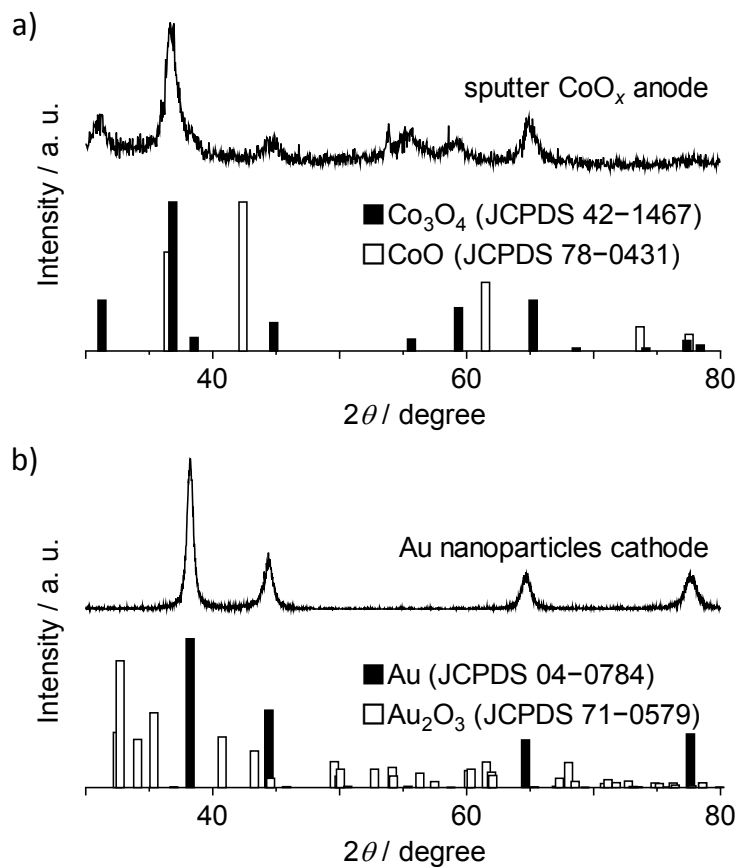 a)
sputter CoOₓ anode
Intensity / a. u.
Co₃O₄ (JCPDS 42−1467)
CoO (JCPDS 78−0431)
40 60 80
2θ / degree
b)
Au nanoparticles cathode
Intensity / a. u.
Au (JCPDS 04−0784)
Au₂O₃ (JCPDS 71−0579)
40 60 80
2θ / degree